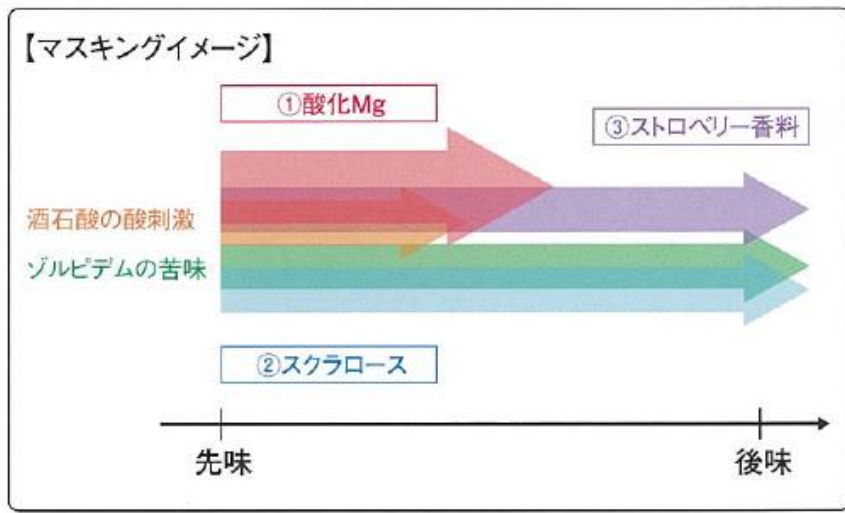 【マスキングイメージ】
①酸化Mg
③ストロベリー香料
酒石酸の酸刺激
ゾルピデムの苦味
②スクラロース
先味
後味